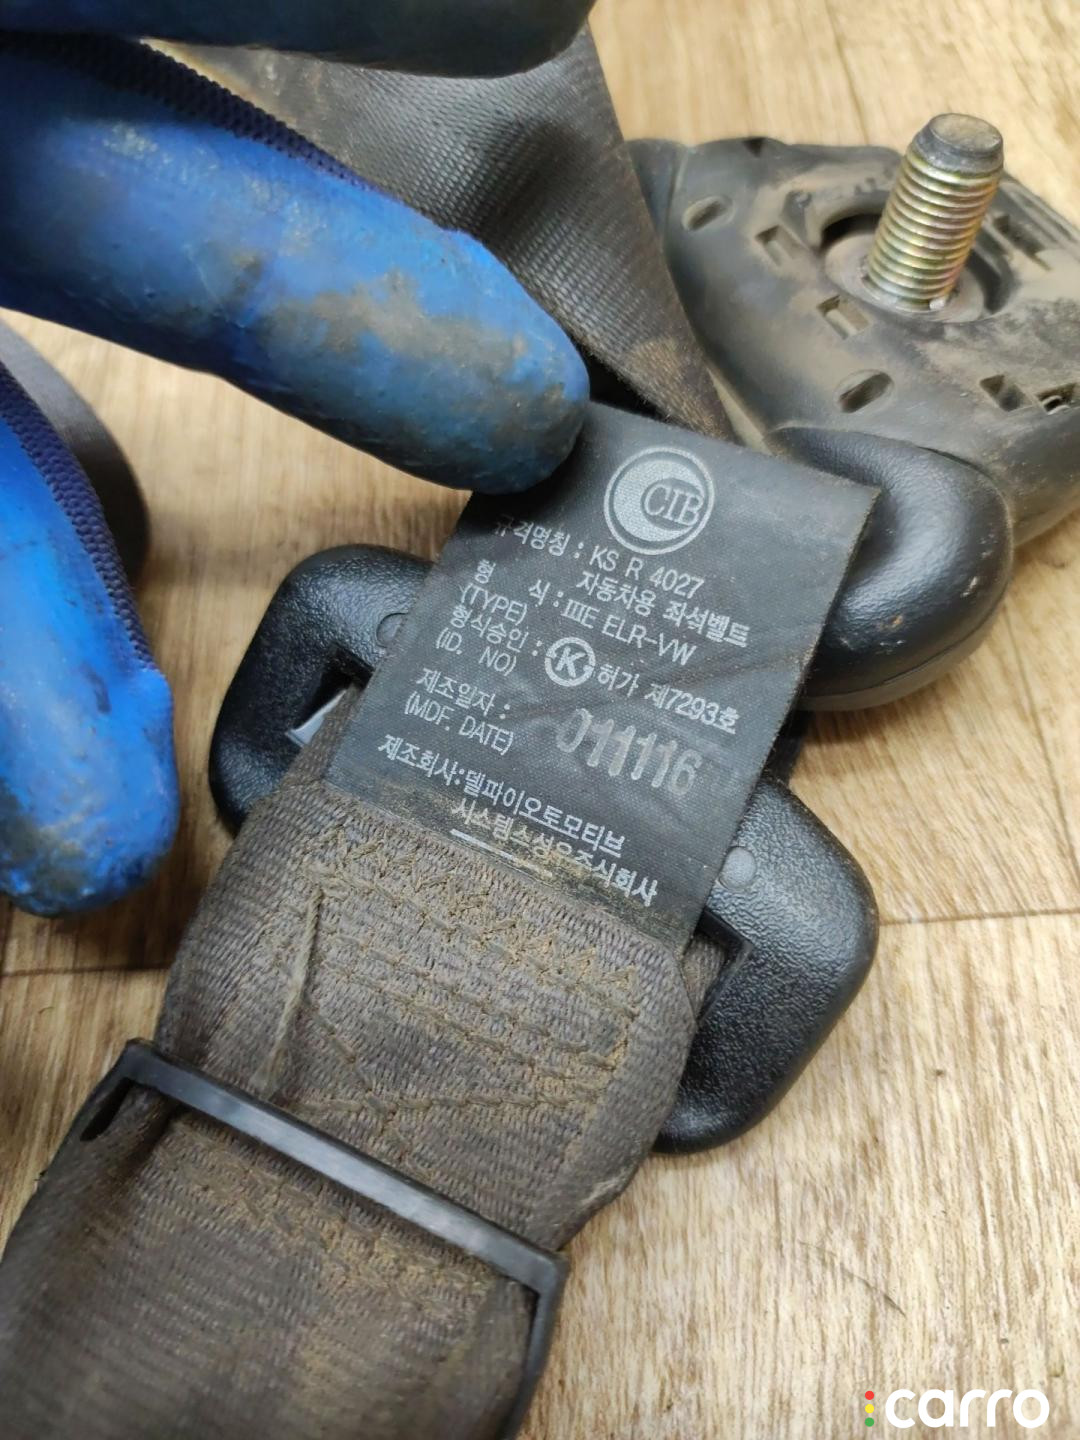 CIB
규격명칭 : KS R 4027
자동차용 좌석벨트
형 식 : ⅢE ELR-VW
(TYPE)
형식승인 : Ⓚ 허가 제7293호
(ID. NO)
제조일자 : 011116
(MDF. DATE)
제조회사:델파이오토모티브
시스템스성우주식회사
carro